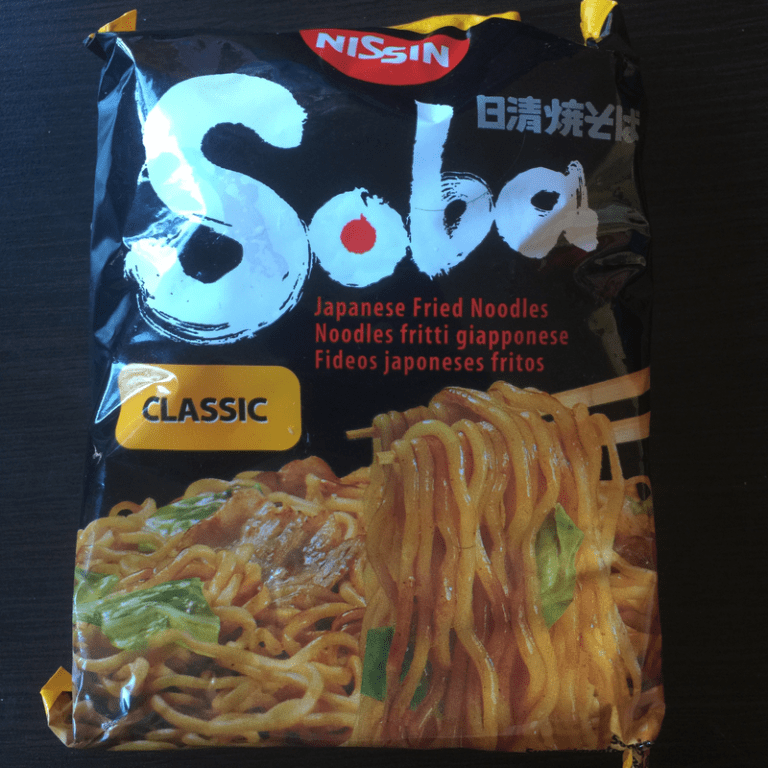 NISSIN
日清焼そば
Soba
Japanese Fried Noodles
Noodles fritti giapponese
Fideos japoneses fritos
CLASSIC